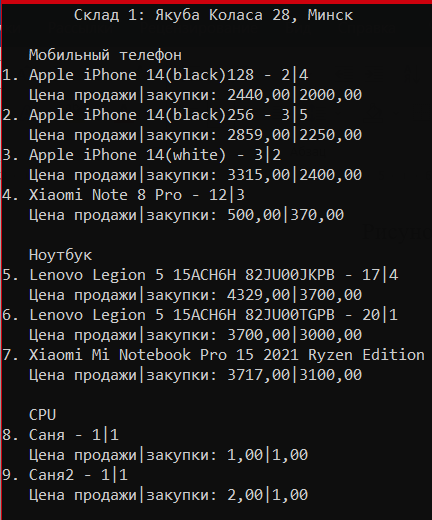 Склад 1: Якуба Коласа 28, Минск
Мобильный телефон
1. Apple iPhone 14(black)128 - 2|4
Цена продажи|закупки: 2440,00|2000,00
2. Apple iPhone 14(black)256 - 3|5
Цена продажи|закупки: 2859,00|2250,00
3. Apple iPhone 14(white) - 3|2
Цена продажи|закупки: 3315,00|2400,00
4. Xiaomi Note 8 Pro - 12|3
Цена продажи|закупки: 500,00|370,00
Ноутбук
5. Lenovo Legion 5 15ACH6H 82JU00JKPB - 17|4
Цена продажи|закупки: 4329,00|3700,00
6. Lenovo Legion 5 15ACH6H 82JU00TGPB - 20|1
Цена продажи|закупки: 3700,00|3000,00
7. Xiaomi Mi Notebook Pro 15 2021 Ryzen Edition
Цена продажи|закупки: 3717,00|3100,00
CPU
8. Саня - 1|1
Цена продажи|закупки: 1,00|1,00
9. Саня2 - 1|1
Цена продажи|закупки: 2,00|1,00